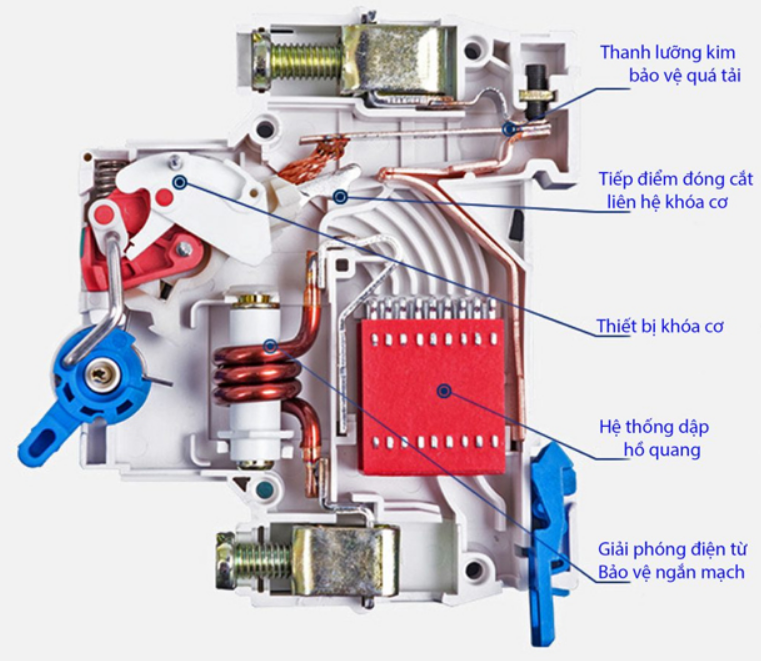 Thanh lưỡng kim
bảo vệ quá tải
Tiếp điểm đóng cắt
liên hệ khóa cơ
Thiết bị khóa cơ
Hệ thống dập
hồ quang
Giải phóng điện từ
Bảo vệ ngắn mạch